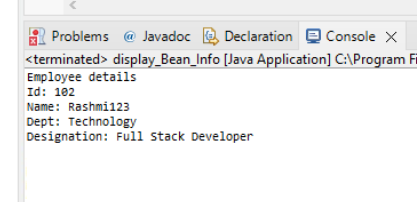 Problems @ Javadoc Declaration Console
<terminated> display_Bean_Info [Java Application] C:\Program Fi
Employee details
Id: 102
Name: Rashmi123
Dept: Technology
Designation: Full Stack Developer